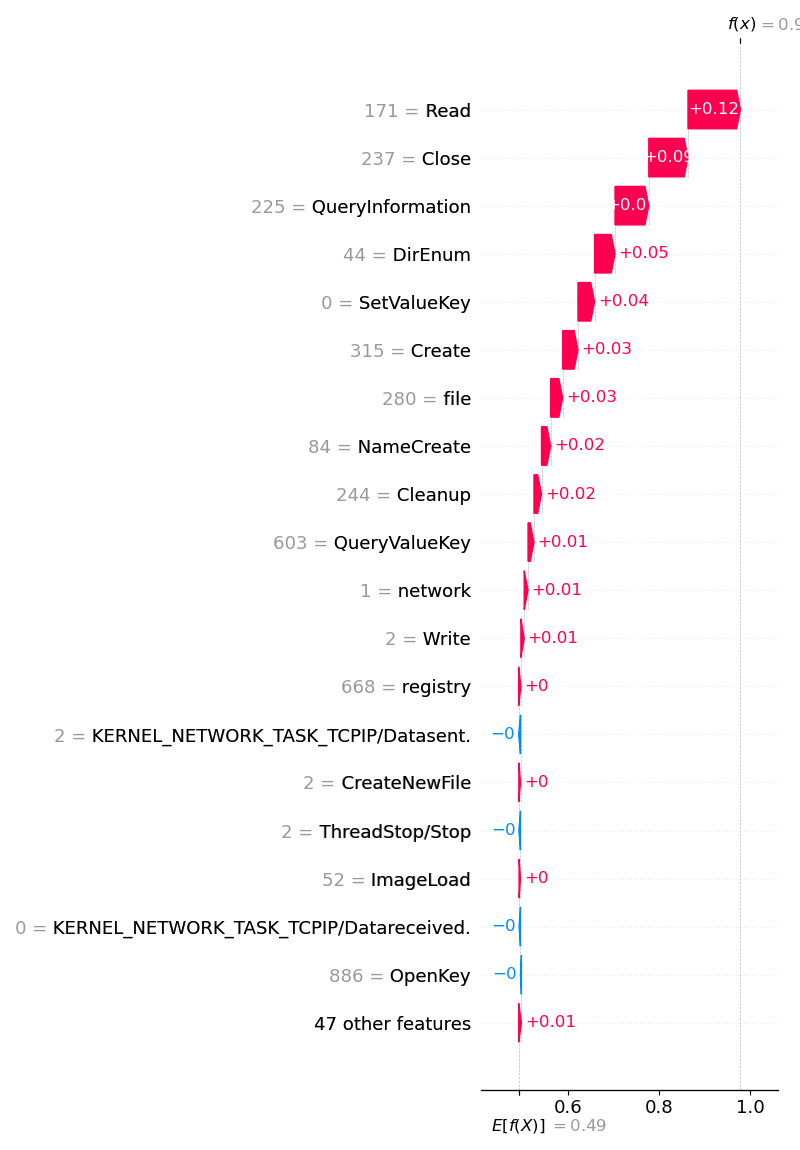 f(x) = 0.9
171 = Read +0.12
237 = Close +0.09
225 = QueryInformation
44 = DirEnum +0.05
0 = SetValueKey +0.04
315 = Create +0.03
280 = file +0.03
84 = NameCreate +0.02
244 = Cleanup +0.02
603 = QueryValueKey +0.01
1 = network +0.01
2 = Write +0.01
668 = registry +0
2 = KERNEL_NETWORK_TASK_TCPIP/Datasent. −0
2 = CreateNewFile +0
2 = ThreadStop/Stop −0
52 = ImageLoad +0
0 = KERNEL_NETWORK_TASK_TCPIP/Datareceived. −0
886 = OpenKey −0
47 other features +0.01
0.6 0.8 1.0
E[f(X)] = 0.49